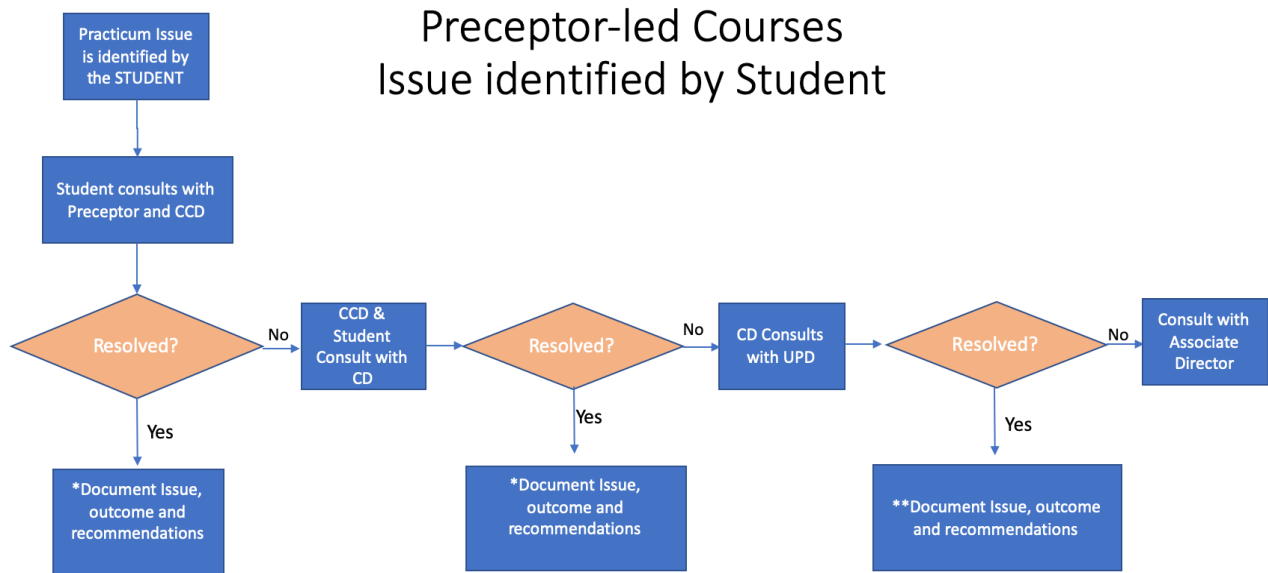 Preceptor-led Courses
Issue identified by Student
Practicum Issue
is identified by
the STUDENT
Student consults with
Preceptor and CCD
Resolved?
No
CCD &
Student
Consult with
CD
Resolved?
No
CD Consults
with UPD
Resolved?
No
Consult with
Associate
Director
Yes
*Document Issue,
outcome and
recommendations
Yes
*Document Issue,
outcome and
recommendations
Yes
**Document Issue, outcome
and recommendations